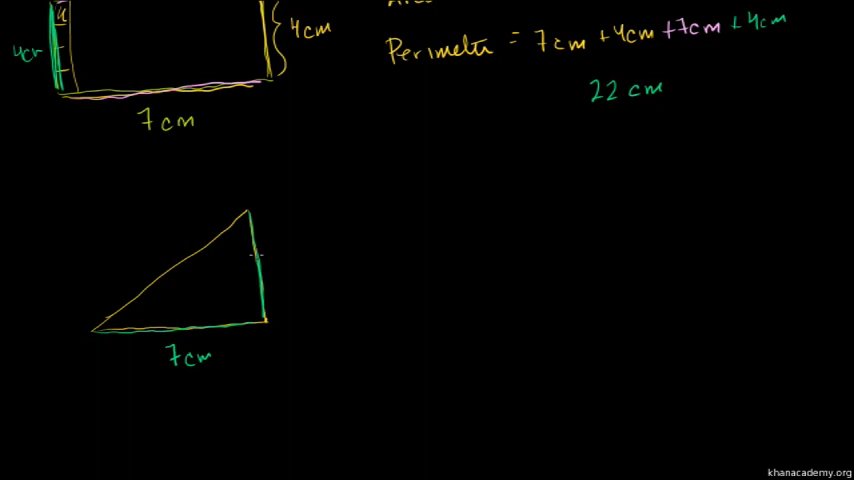 4cm
4cm
7cm
Perimeter = 7cm + 4cm + 7cm + 4cm
22 cm
7cm
khanacademy.org